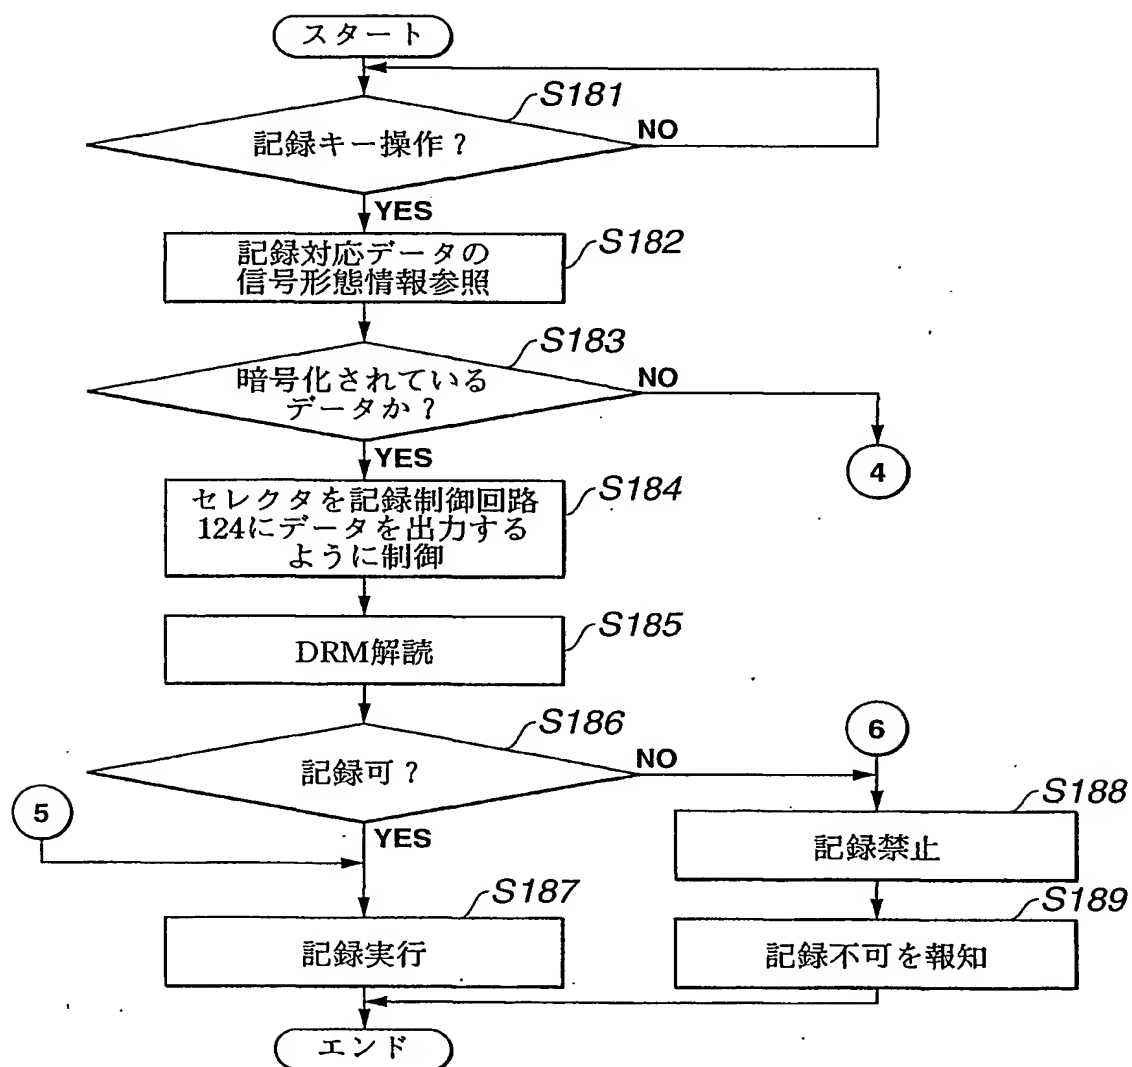 スタート
S181
記録キー操作？
NO
YES
S182
記録対応データの
信号形態情報参照
S183
暗号化されている
データか？
NO
YES
4
S184
セレクタを記録制御回路
124にデータを出力する
ように制御
S185
DRM解読
S186
記録可？
NO
6
5
YES
S188
記録禁止
S187
記録実行
S189
記録不可を報知
エンド